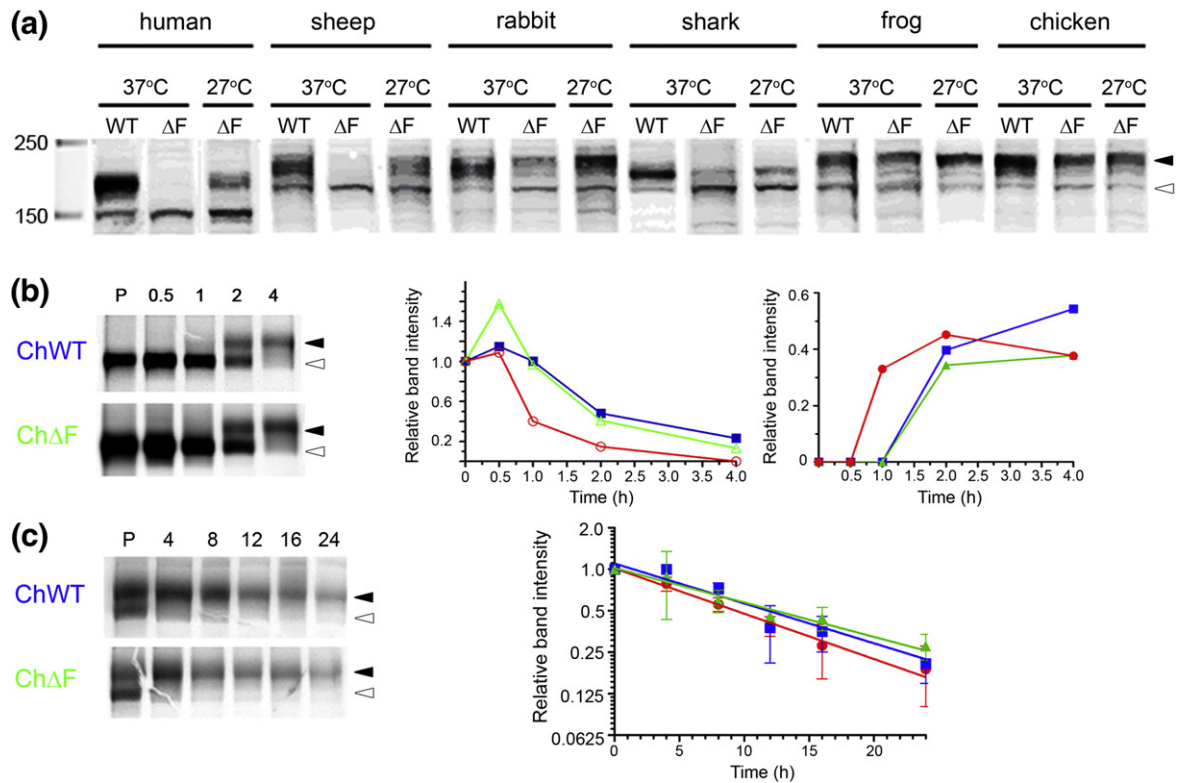 (a)
human sheep rabbit shark frog chicken
37°C 27°C 37°C 27°C 37°C 27°C 37°C 27°C 37°C 27°C 37°C 27°C
WT ΔF ΔF WT ΔF ΔF WT ΔF ΔF WT ΔF ΔF WT ΔF ΔF WT ΔF ΔF
250
150
(b)
P 0.5 1 2 4
ChWT
ChΔF
Relative band intensity
1.4
1.0
0.6
0.2
0 0.5 1.0 1.5 2.0 2.5 3.0 3.5 4.0
Time (h)
Relative band intensity
0.6
0.4
0.2
0
0.5 1.0 1.5 2.0 2.5 3.0 3.5 4.0
Time (h)
(c)
P 4 8 12 16 24
ChWT
ChΔF
Relative band intensity
2.0
1.0
0.5
0.25
0.125
0.0625
0 5 10 15 20
Time (h)